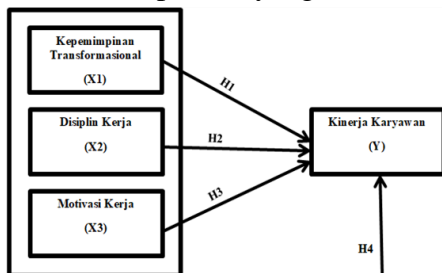 Kepemimpinan
Transformasional
(X1)
H1
Disiplin Kerja
(X2)
H2
Kinerja Karyawan
(Y)
Motivasi Kerja
(X3)
H3
H4